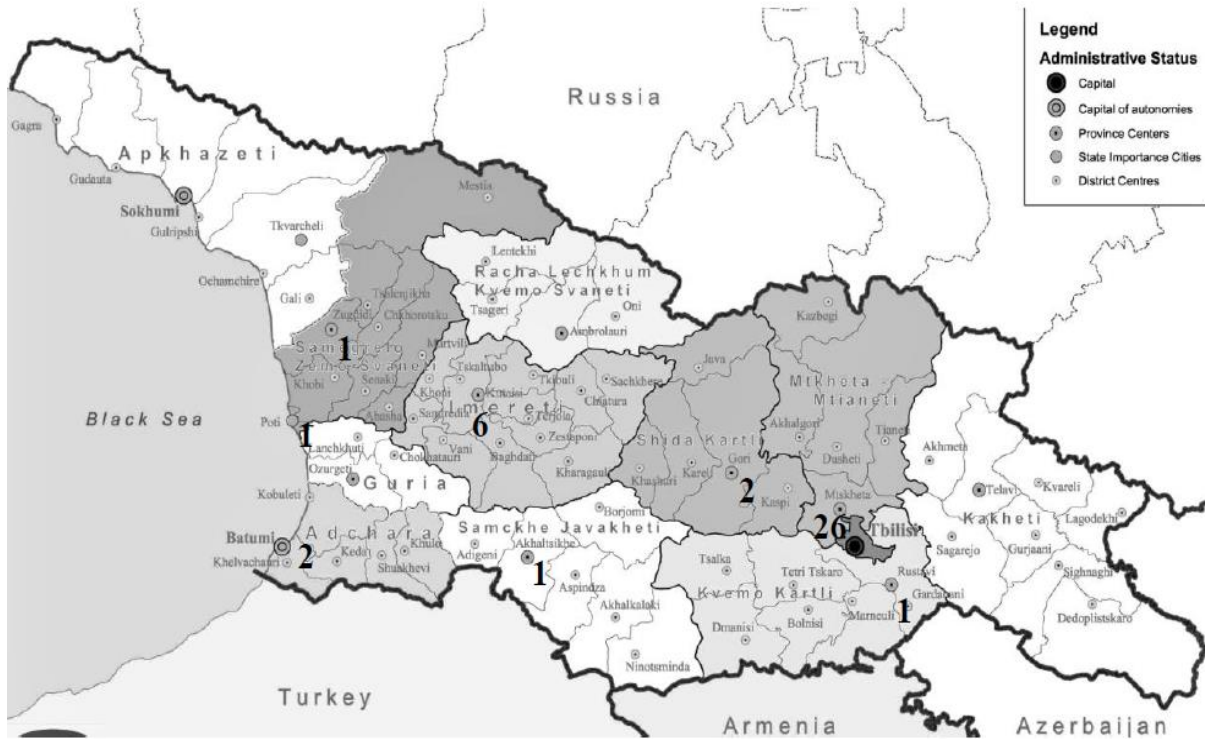 Legend
Administrative Status
Capital
Capital of autonomies
Province Centers
State Importance Cities
District Centres
Russia
Gagra
Apkhazeti
Gudauta
Sokhumi
Gulripshi
Tkvarcheli
Mestia
Ochamchire
Gali
Lentekhi
Racha Lechkhum
Kvemo Svaneti
Tsageri
Oni
Ambrolauri
Kazbegi
Tsalenjikha
Zugdidi
Chkhorotsku
Samegrelo
1
Zemo Svaneti
Martvili
Khobi
Senaki
Abasha
Poti
1
Black Sea
Tskaltubo
Khoni
Kutaisi
Tkibuli
Sachkhere
Chiatura
Imereti
Samtredia
Terjola
6
Zestaponi
Vani
Baghdati
Kharagauli
Java
Mtkheta
Mtianeti
Akhalgori
Tianeti
Dusheti
Shida Kartli
Gori
Khashuri
Kareli
2
Kaspi
Mtskheta
26
Tbilisi
Akhmeta
Telavi
Kvareli
Lagodekhi
Kakheti
Sagarejo
Gurjaani
Sighnaghi
Dedoplistskaro
Lanchkhuti
Chokhatauri
Ozurgeti
Guria
Kobuleti
Adchara
Batumi
2
Khelvachauri
Keda
Khulo
Shuakhevi
Borjomi
Samckhe Javakheti
Adigeni
Akhaltsikhe
1
Aspindza
Akhalkalaki
Ninotsminda
Tsalka
Tetri Tskaro
Rustavi
Kvemo Kartli
Gardabani
Marneuli
1
Bolnisi
Dmanisi
Turkey
Armenia
Azerbaijan